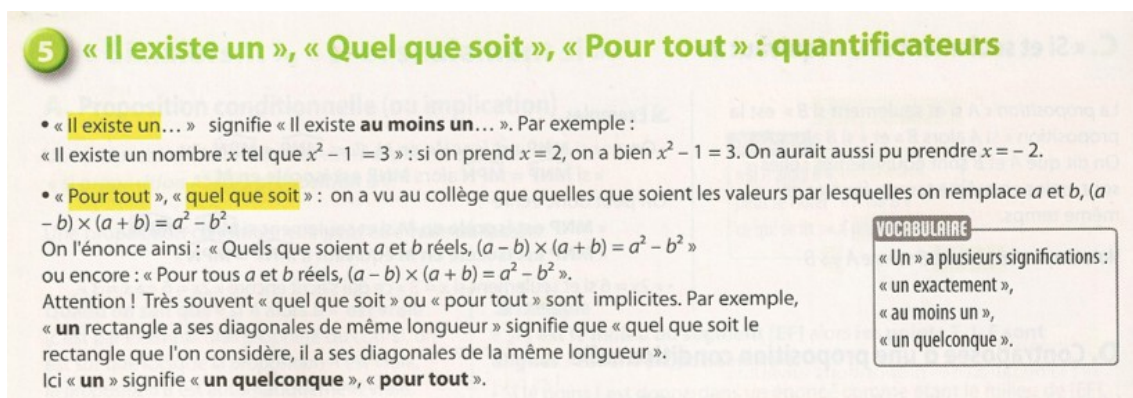 5 « Il existe un », « Quel que soit », « Pour tout » : quantificateurs
• « Il existe un... » signifie « Il existe au moins un... ». Par exemple :
« Il existe un nombre x tel que x² – 1 = 3 » : si on prend x = 2, on a bien x² – 1 = 3. On aurait aussi pu prendre x = – 2.
• « Pour tout », « quel que soit » : on a vu au collège que quelles que soient les valeurs par lesquelles on remplace a et b, (a
– b) × (a + b) = a² – b².
On l'énonce ainsi : « Quels que soient a et b réels, (a – b) × (a + b) = a² – b² »
ou encore : « Pour tous a et b réels, (a – b) × (a + b) = a² – b² ».
Attention ! Très souvent « quel que soit » ou « pour tout » sont implicites. Par exemple,
« un rectangle a ses diagonales de même longueur » signifie que « quel que soit le
rectangle que l'on considère, il a ses diagonales de la même longueur ».
Ici « un » signifie « un quelconque », « pour tout ».
VOCABULAIRE
« Un » a plusieurs significations :
« un exactement »,
« au moins un »,
« un quelconque ».